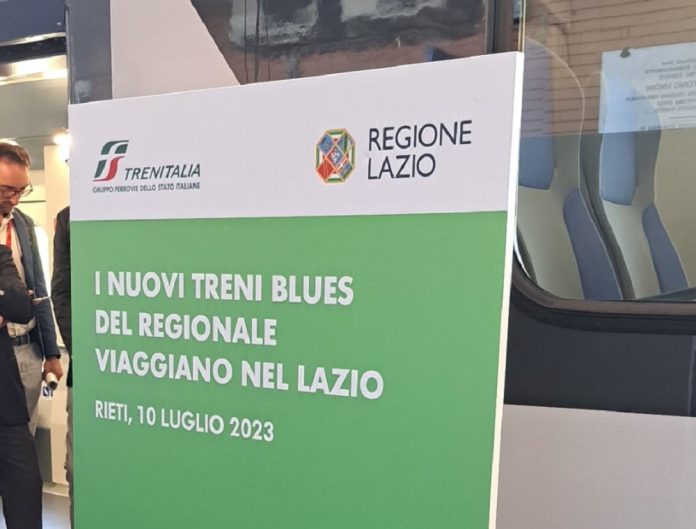 TRENITALIA
GRUPPO FERROVIE DELLO STATO ITALIANE
REGIONE
LAZIO
I NUOVI TRENI BLUES
DEL REGIONALE
VIAGGIANO NEL LAZIO
RIETI, 10 LUGLIO 2023